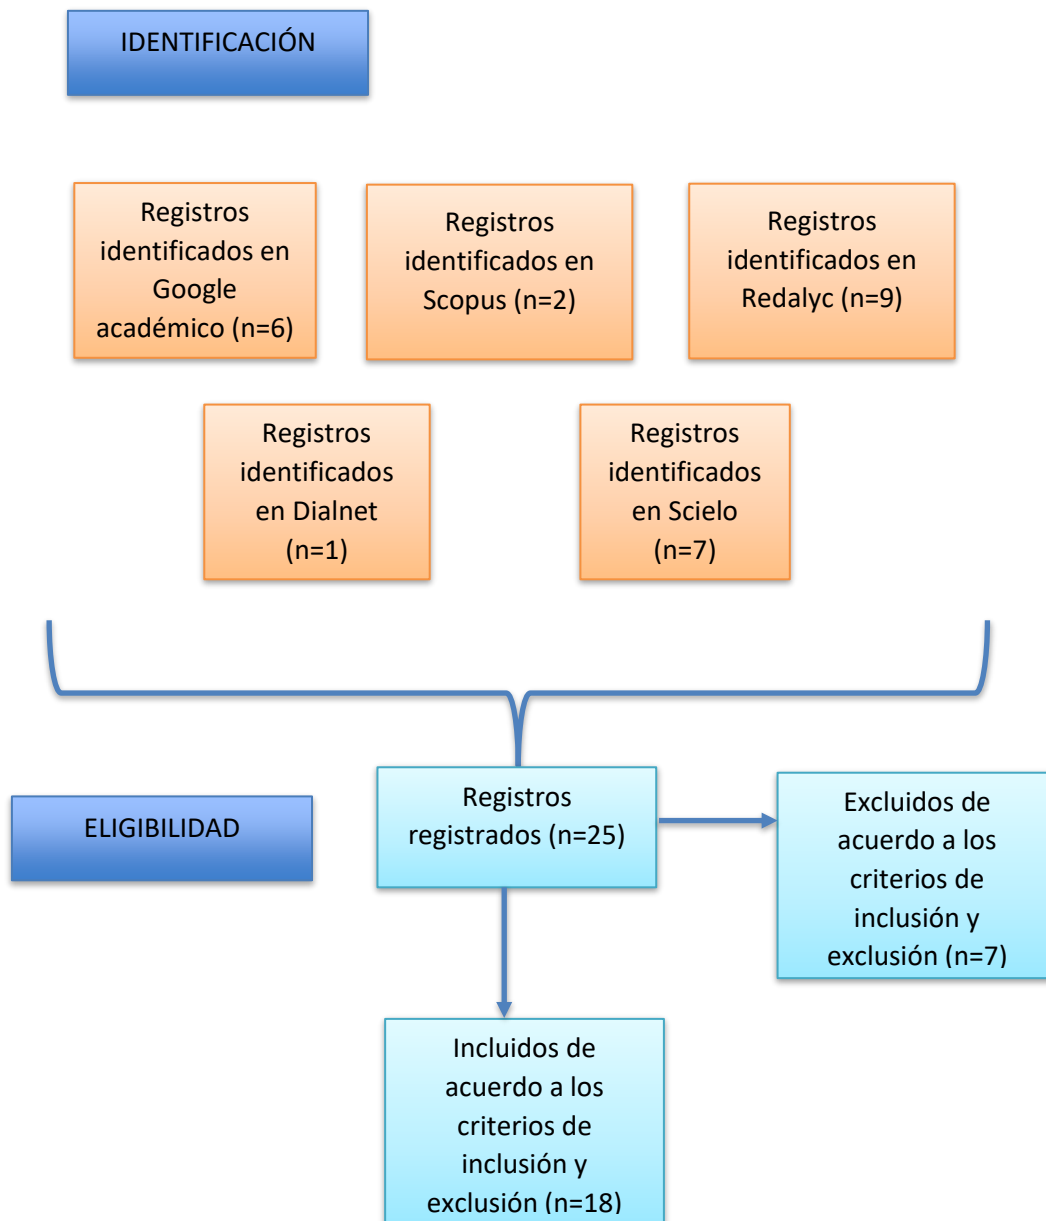 IDENTIFICACIÓN
Registros
identificados en
Google
académico (n=6)
Registros
identificados en
Scopus (n=2)
Registros
identificados en
Redalyc (n=9)
Registros
identificados
en Dialnet
(n=1)
Registros
identificados
en Scielo
(n=7)
ELIGIBILIDAD
Registros
registrados (n=25)
Excluidos de
acuerdo a los
criterios de
inclusión y
exclusión (n=7)
Incluidos de
acuerdo a los
criterios de
inclusión y
exclusión (n=18)